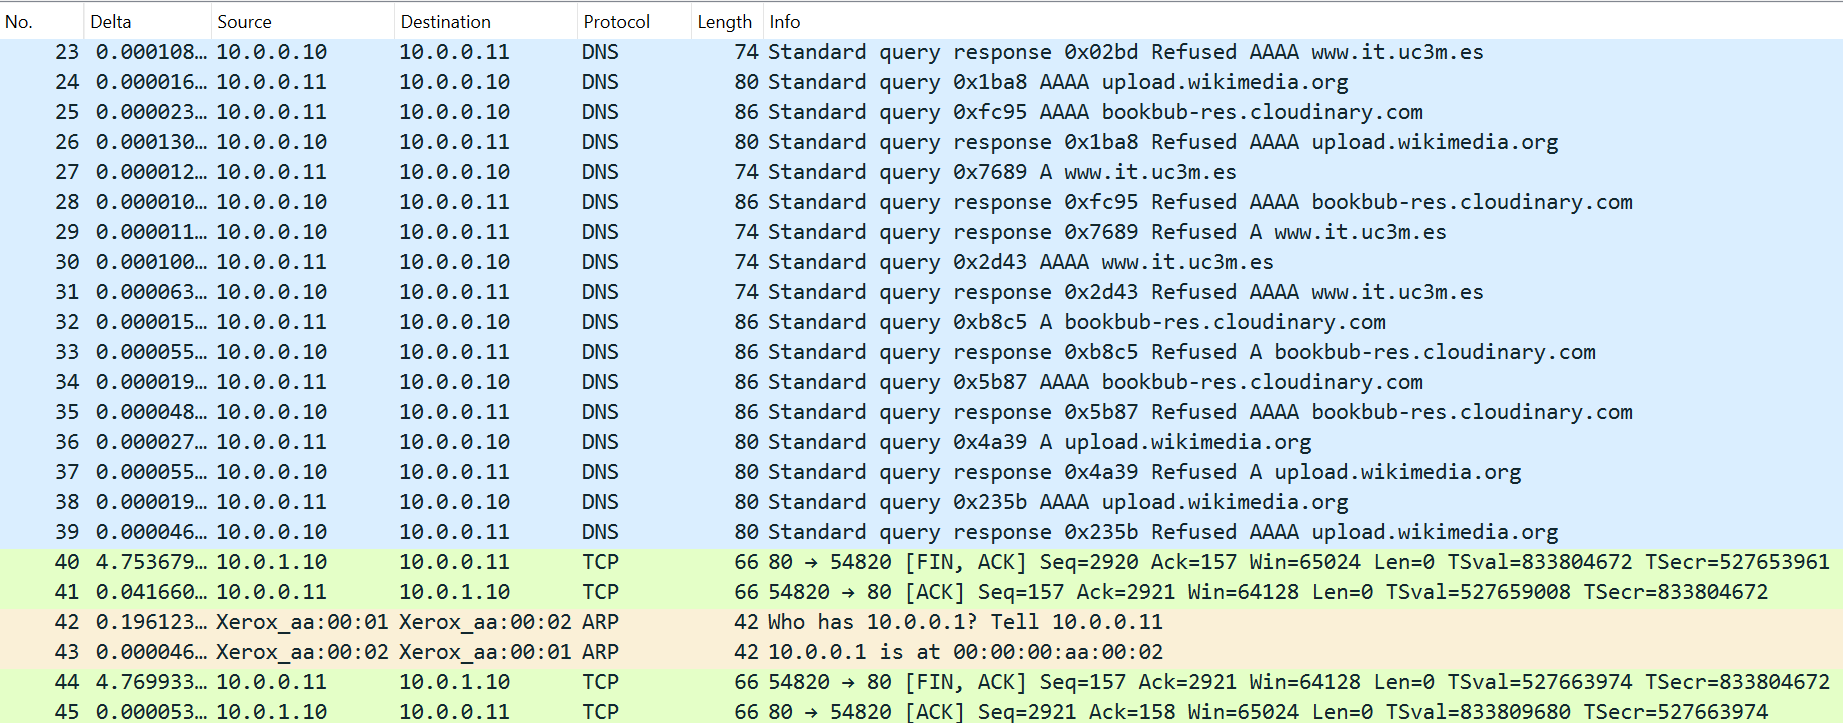 No. Delta Source Destination Protocol Length Info
23 0.000108… 10.0.0.10 10.0.0.11 DNS 74 Standard query response 0x02bd Refused AAAA www.it.uc3m.es
24 0.000016… 10.0.0.11 10.0.0.10 DNS 80 Standard query 0x1ba8 AAAA upload.wikimedia.org
25 0.000023… 10.0.0.11 10.0.0.10 DNS 86 Standard query 0xfc95 AAAA bookbub-res.cloudinary.com
26 0.000130… 10.0.0.10 10.0.0.11 DNS 80 Standard query response 0x1ba8 Refused AAAA upload.wikimedia.org
27 0.000012… 10.0.0.11 10.0.0.10 DNS 74 Standard query 0x7689 A www.it.uc3m.es
28 0.000010… 10.0.0.10 10.0.0.11 DNS 86 Standard query response 0xfc95 Refused AAAA bookbub-res.cloudinary.com
29 0.000011… 10.0.0.10 10.0.0.11 DNS 74 Standard query response 0x7689 Refused A www.it.uc3m.es
30 0.000100… 10.0.0.11 10.0.0.10 DNS 74 Standard query 0x2d43 AAAA www.it.uc3m.es
31 0.000063… 10.0.0.10 10.0.0.11 DNS 74 Standard query response 0x2d43 Refused AAAA www.it.uc3m.es
32 0.000015… 10.0.0.11 10.0.0.10 DNS 86 Standard query 0xb8c5 A bookbub-res.cloudinary.com
33 0.000055… 10.0.0.10 10.0.0.11 DNS 86 Standard query response 0xb8c5 Refused A bookbub-res.cloudinary.com
34 0.000019… 10.0.0.11 10.0.0.10 DNS 86 Standard query 0x5b87 AAAA bookbub-res.cloudinary.com
35 0.000048… 10.0.0.10 10.0.0.11 DNS 86 Standard query response 0x5b87 Refused AAAA bookbub-res.cloudinary.com
36 0.000027… 10.0.0.11 10.0.0.10 DNS 80 Standard query 0x4a39 A upload.wikimedia.org
37 0.000055… 10.0.0.10 10.0.0.11 DNS 80 Standard query response 0x4a39 Refused A upload.wikimedia.org
38 0.000019… 10.0.0.11 10.0.0.10 DNS 80 Standard query 0x235b AAAA upload.wikimedia.org
39 0.000046… 10.0.0.10 10.0.0.11 DNS 80 Standard query response 0x235b Refused AAAA upload.wikimedia.org
40 4.753679… 10.0.1.10 10.0.0.11 TCP 66 80 → 54820 [FIN, ACK] Seq=2920 Ack=157 Win=65024 Len=0 TSval=833804672 TSecr=527653961
41 0.041660… 10.0.0.11 10.0.1.10 TCP 66 54820 → 80 [ACK] Seq=157 Ack=2921 Win=64128 Len=0 TSval=527659008 TSecr=833804672
42 0.196123… Xerox_aa:00:01 Xerox_aa:00:02 ARP 42 Who has 10.0.0.1? Tell 10.0.0.11
43 0.000046… Xerox_aa:00:02 Xerox_aa:00:01 ARP 42 10.0.0.1 is at 00:00:00:aa:00:02
44 4.769933… 10.0.0.11 10.0.1.10 TCP 66 54820 → 80 [FIN, ACK] Seq=157 Ack=2921 Win=64128 Len=0 TSval=527663974 TSecr=833804672
45 0.000053… 10.0.1.10 10.0.0.11 TCP 66 80 → 54820 [ACK] Seq=2921 Ack=158 Win=65024 Len=0 TSval=833809680 TSecr=527663974